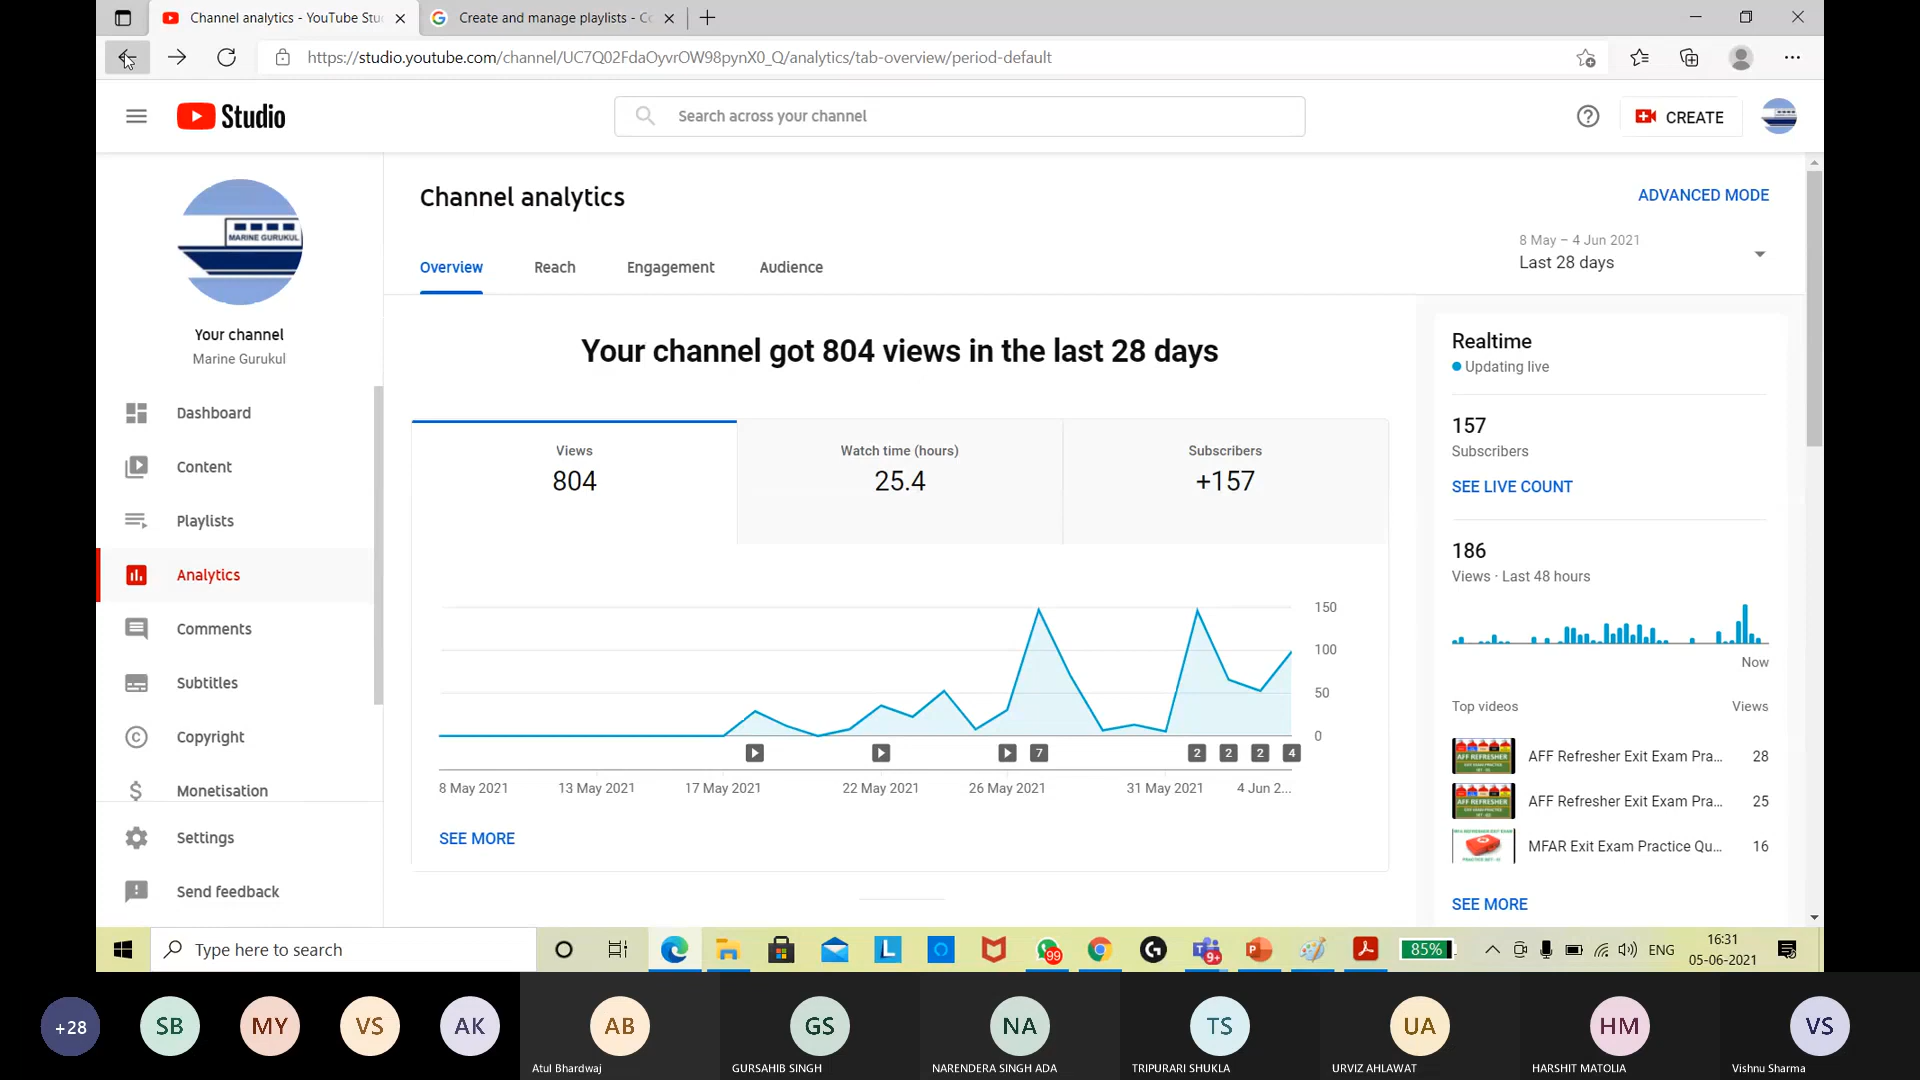 Channel analytics - YouTube Stu
Create and manage playlists - Co
https://studio.youtube.com/channel/UC7Q02FdaOyvrOW98pynX0_Q/analytics/tab-overview/period-default
Studio
Search across your channel
CREATE
MARINE GURUKUL
Your channel
Marine Gurukul
Dashboard
Content
Playlists
Analytics
Comments
Subtitles
Copyright
Monetisation
Settings
Send feedback
Channel analytics
ADVANCED MODE
8 May – 4 Jun 2021
Last 28 days
Overview
Reach
Engagement
Audience
Your channel got 804 views in the last 28 days
Views
804
Watch time (hours)
25.4
Subscribers
+157
150
100
50
0
7
2
2
2
4
8 May 2021
13 May 2021
17 May 2021
22 May 2021
26 May 2021
31 May 2021
4 Jun 2...
SEE MORE
Realtime
Updating live
157
Subscribers
SEE LIVE COUNT
186
Views · Last 48 hours
Now
Top videos Views
AFF REFRESHER
AFF Refresher Exit Exam Pra... 28
AFF REFRESHER
AFF Refresher Exit Exam Pra... 25
MFAR Exit Exam Practice Qu... 16
SEE MORE
Type here to search
L
99
9+
85%
ENG
16:31
05-06-2021
+28
SB
MY
VS
AK
AB
Atul Bhardwaj
GS
GURSAHIB SINGH
NA
NARENDERA SINGH ADA
TS
TRIPURARI SHUKLA
UA
URVIZ AHLAWAT
HM
HARSHIT MATOLIA
VS
Vishnu Sharma